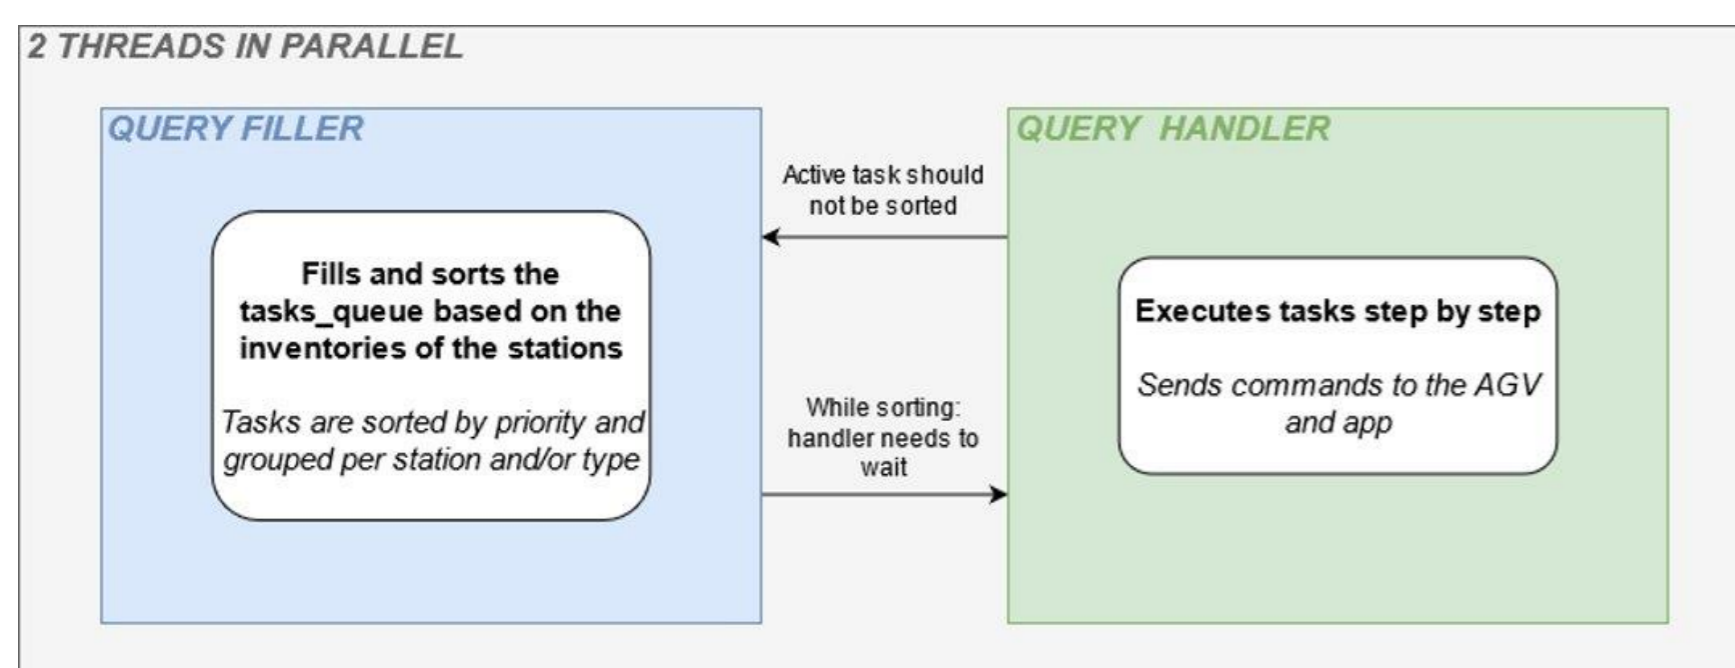 2 THREADS IN PARALLEL
QUERY FILLER
Fills and sorts the
tasks_queue based on the
inventories of the stations
Tasks are sorted by priority and
grouped per station and/or type
Active task should
not be sorted
While sorting:
handler needs to
wait
QUERY HANDLER
Executes tasks step by step
Sends commands to the AGV
and app